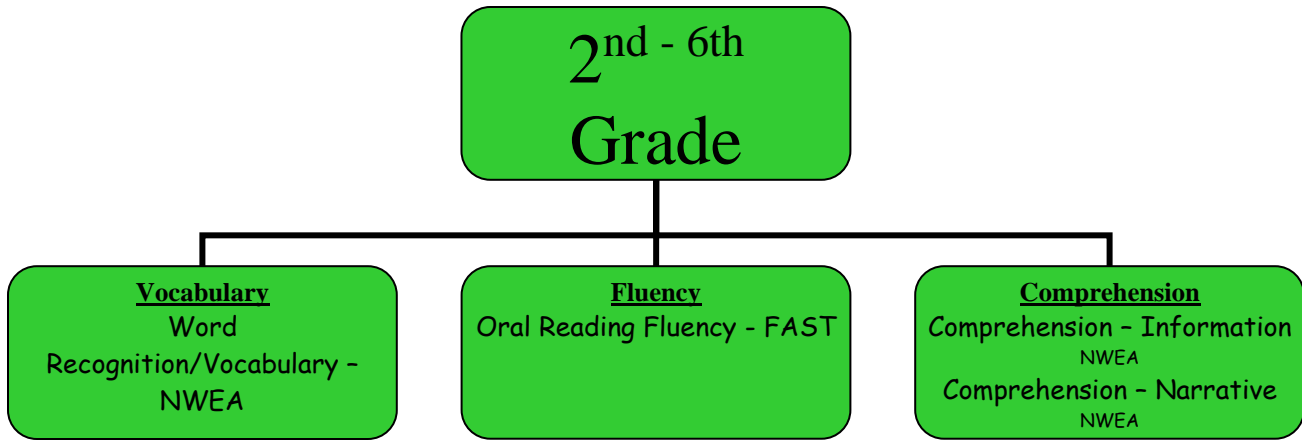 2nd - 6th
Grade
Vocabulary
Word
Recognition/Vocabulary –
NWEA
Fluency
Oral Reading Fluency - FAST
Comprehension
Comprehension – Information
NWEA
Comprehension – Narrative
NWEA